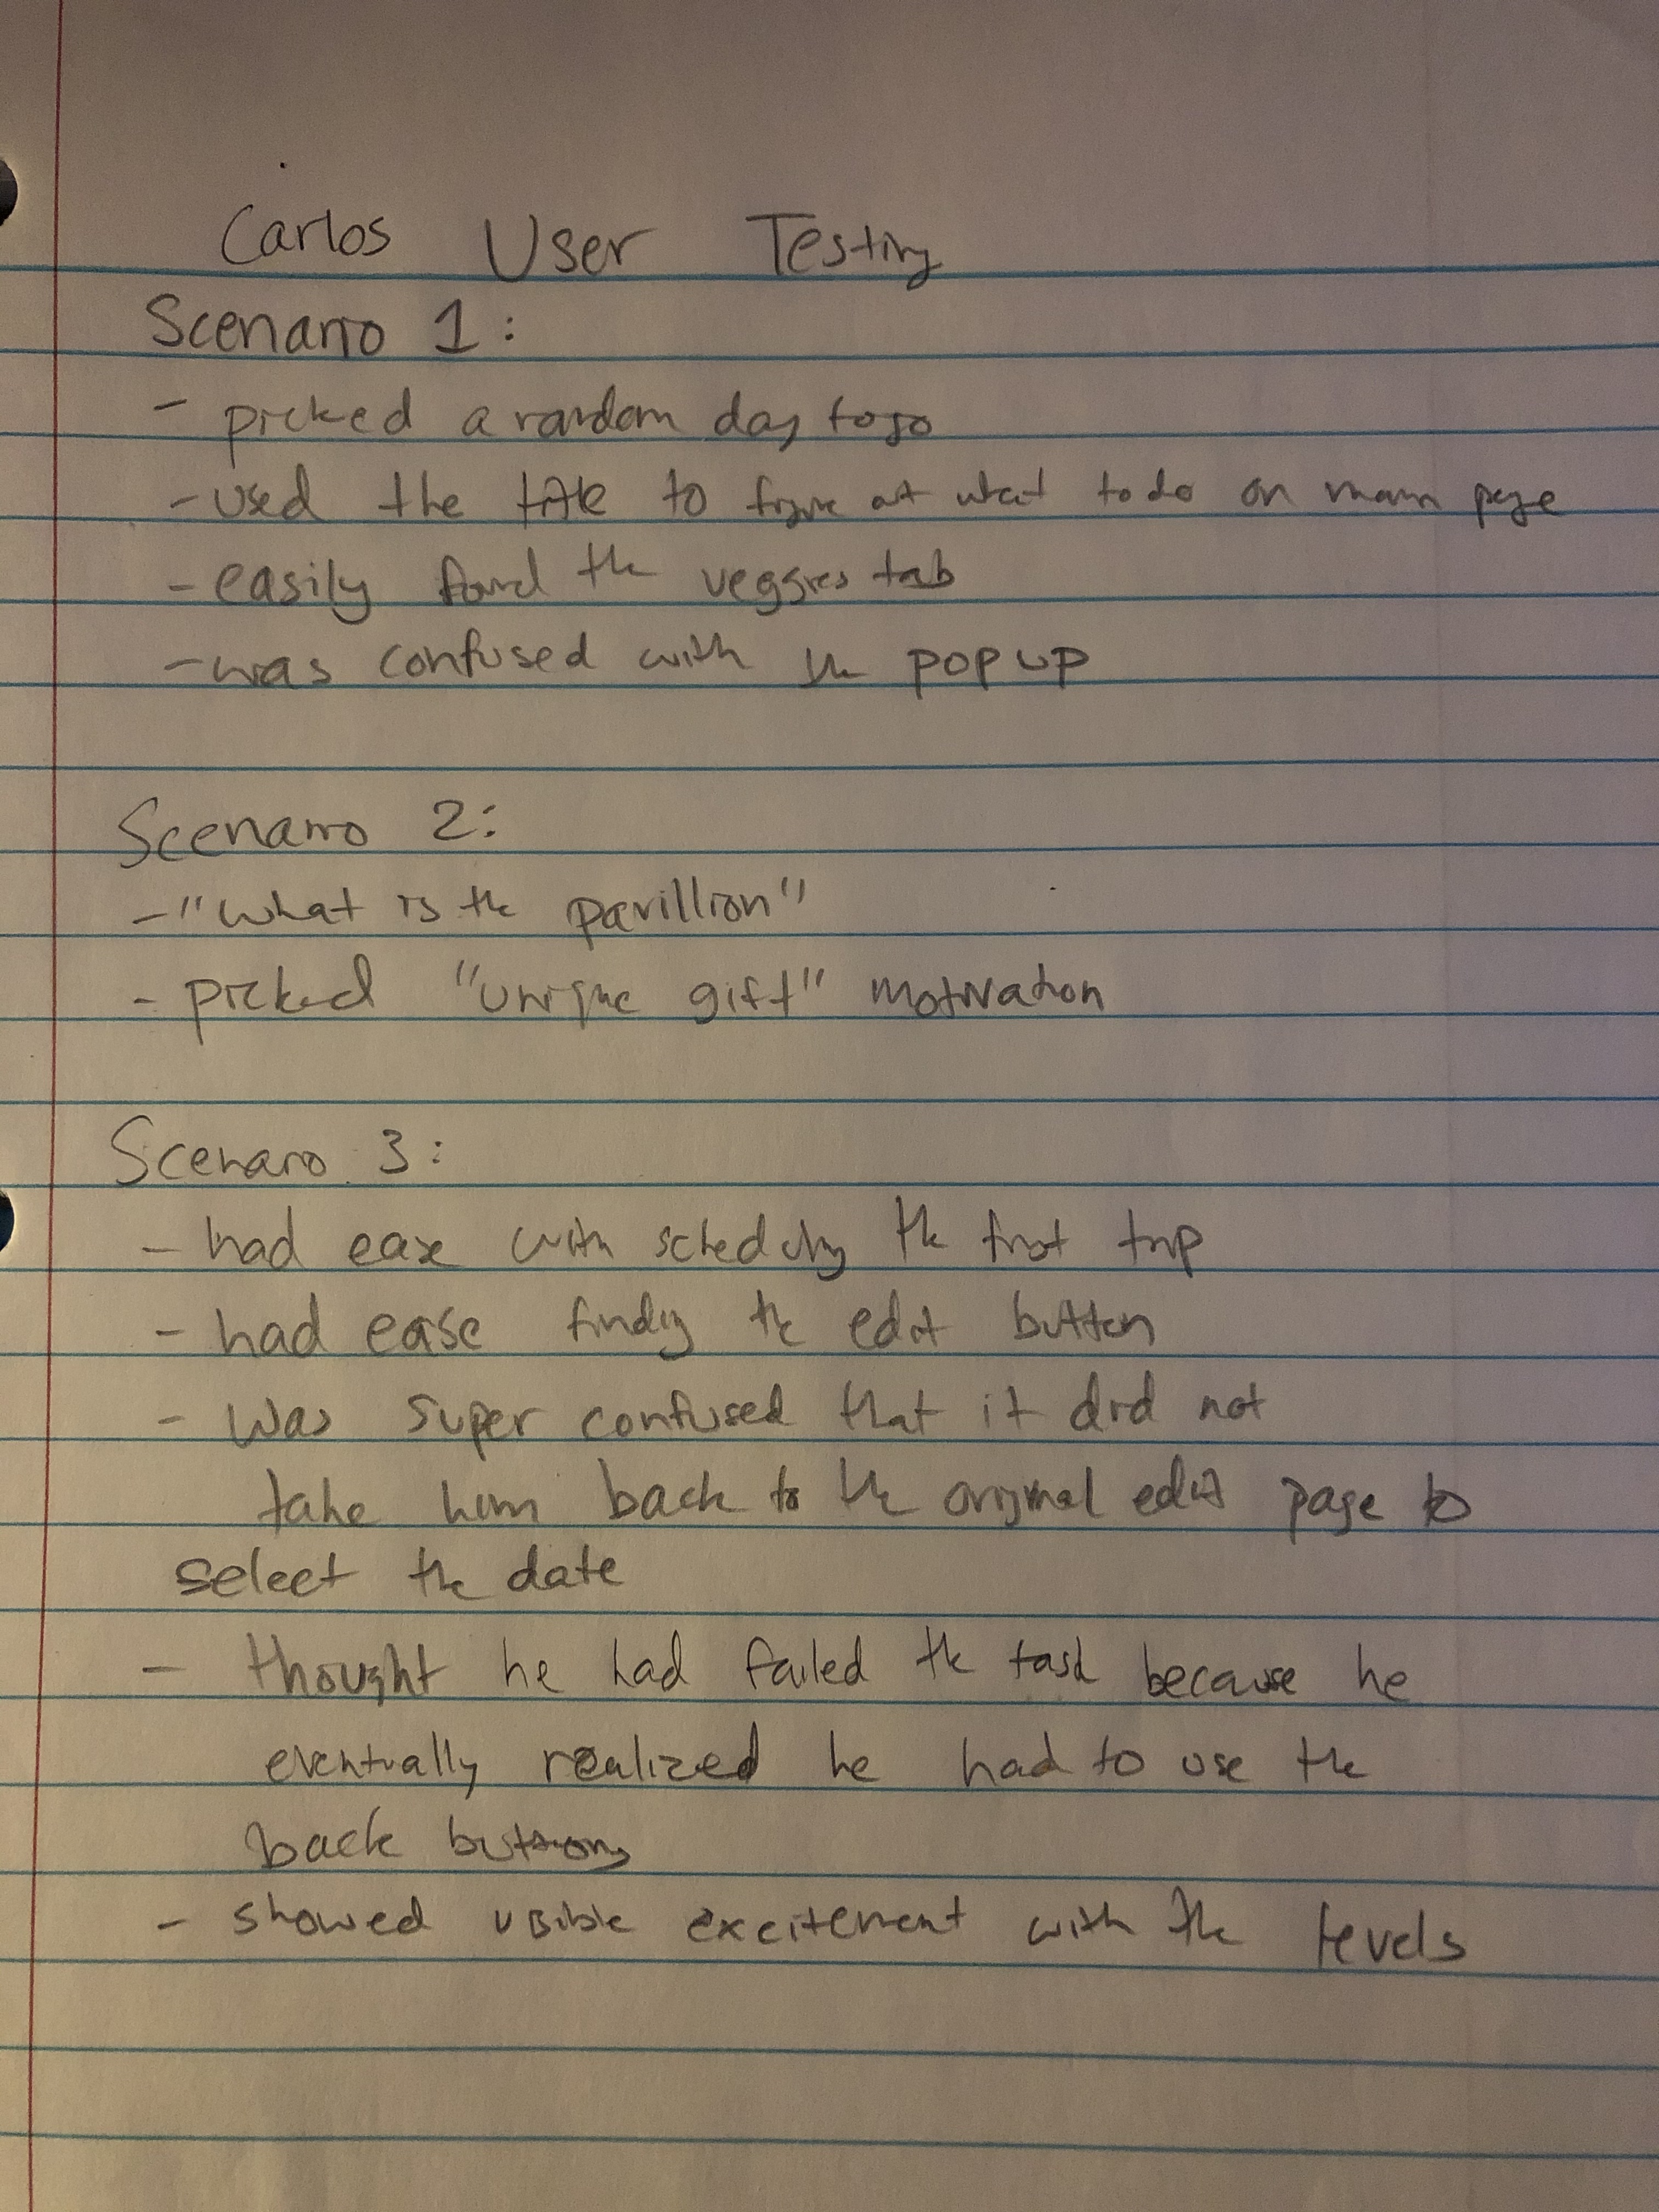 Carlos User Testing
Scenario 1:
- picked a random day to go
- used the title to figure out what to do on main page
- easily found the veggies tab
- was confused with the pop up
Scenario 2:
- "what is the pavillion"
- picked "unique gift" motivation
Scenario 3:
- had ease with scheduling the first trip
- had ease finding the edit button
- was super confused that it did not
take him back to the original edit page to
select the date
- thought he had failed the task because he
eventually realized he had to use the
back buttons
- showed visible excitement with the levels